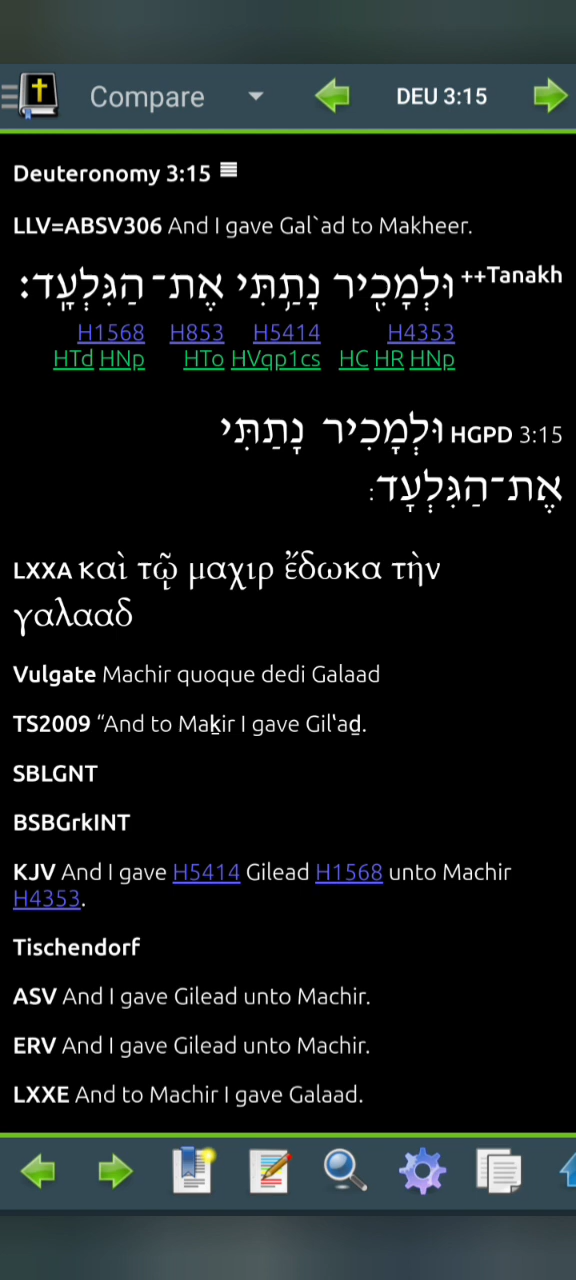 Compare
DEU 3:15
Deuteronomy 3:15
LLV=ABSV306 And I gave Gal`ad to Makheer.
++Tanakh וּלְמָכִ֖יר נָתַ֥תִּי אֶת־הַגִּלְעָֽד׃
H1568 H853 H5414 H4353
HTd HNp HTo HVqp1cs HC HR HNp
HGPD 3:15 וּלְמָכִיר נָתַתִּי
אֶת־הַגִּלְעָד׃
LXXA καὶ τῷ μαχιρ ἔδωκα τὴν
γαλααδ
Vulgate Machir quoque dedi Galaad
TS2009 “And to Maḵir I gave Gil‛aḏ.
SBLGNT
BSBGrkINT
KJV And I gave H5414 Gilead H1568 unto Machir
H4353.
Tischendorf
ASV And I gave Gilead unto Machir.
ERV And I gave Gilead unto Machir.
LXXE And to Machir I gave Galaad.